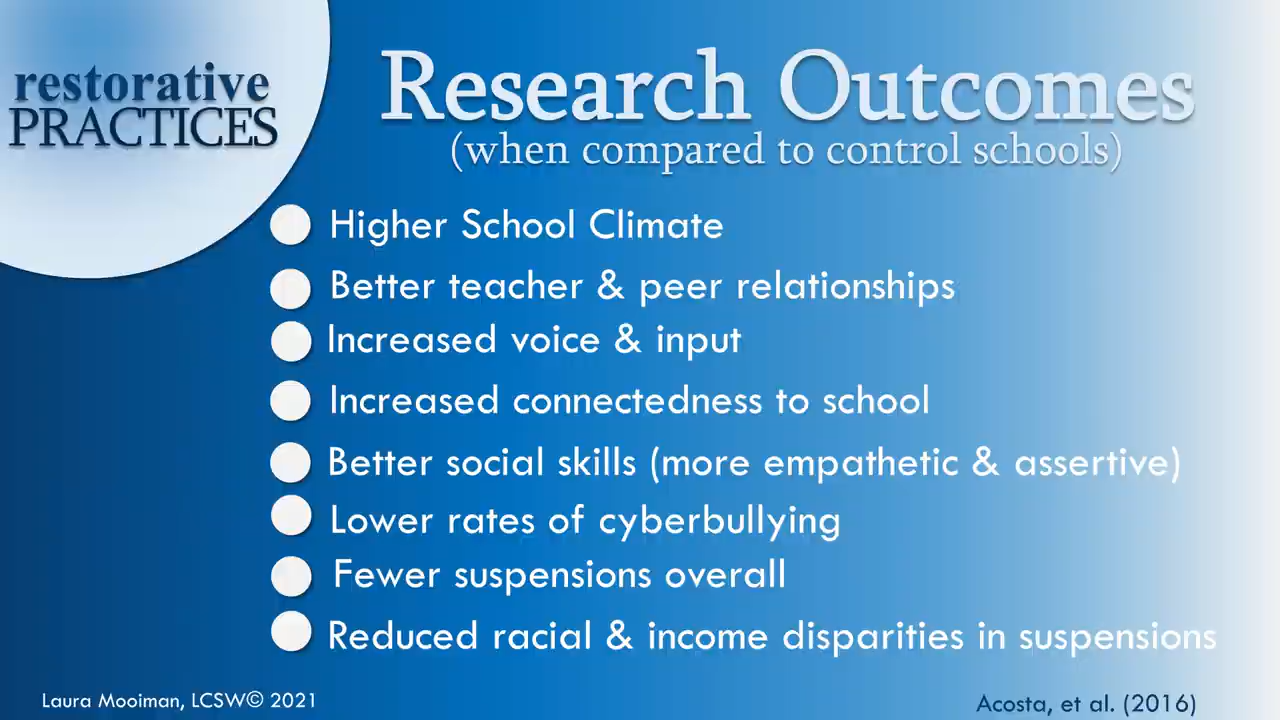 restorative
PRACTICES
Research Outcomes
(when compared to control schools)
Higher School Climate
Better teacher & peer relationships
Increased voice & input
Increased connectedness to school
Better social skills (more empathetic & assertive)
Lower rates of cyberbullying
Fewer suspensions overall
Reduced racial & income disparities in suspensions
Laura Mooiman, LCSW© 2021
Acosta, et al. (2016)